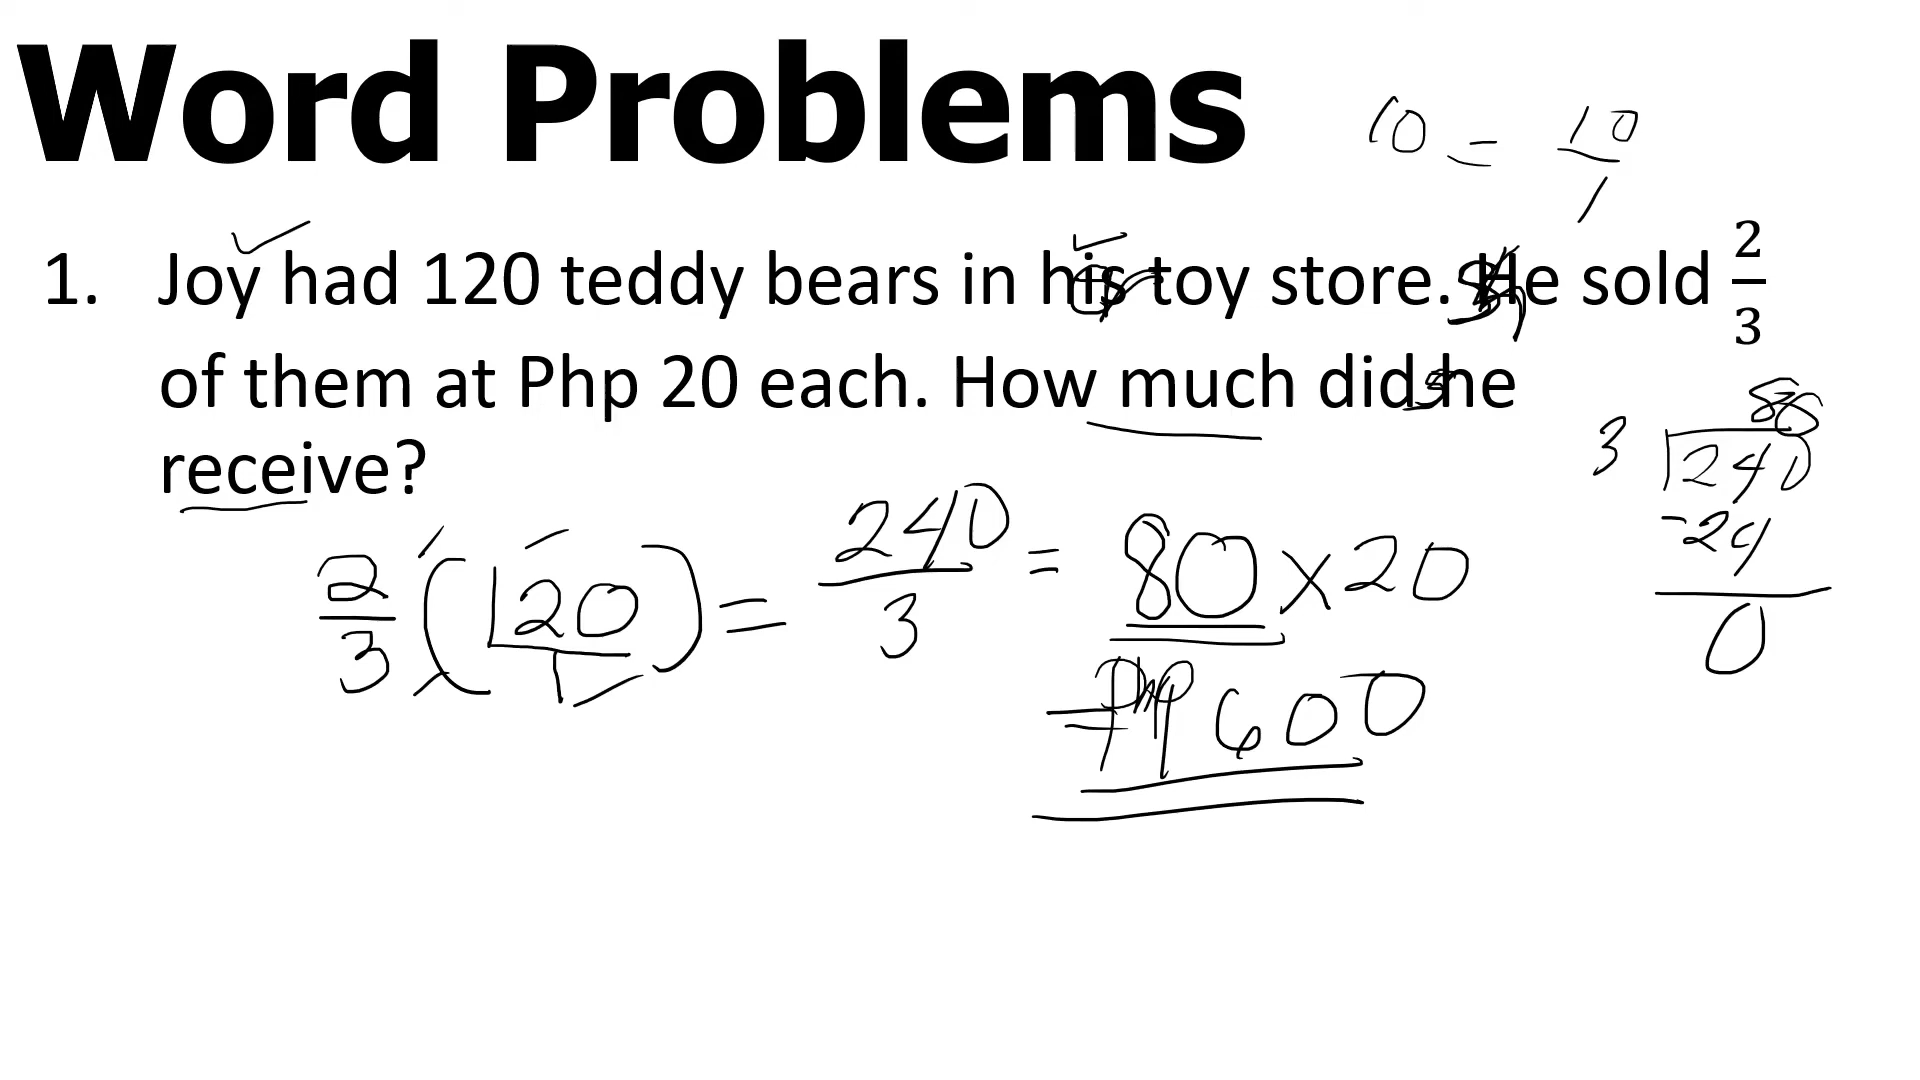 Word Problems
10 = 10/1
1. Joy had 120 teddy bears in his toy store. He sold 2/3
of them at Php 20 each. How much did she
receive?
3 240
-24
0
2/3 (120/1) = 240/3 = 80 x 20
= Php 600